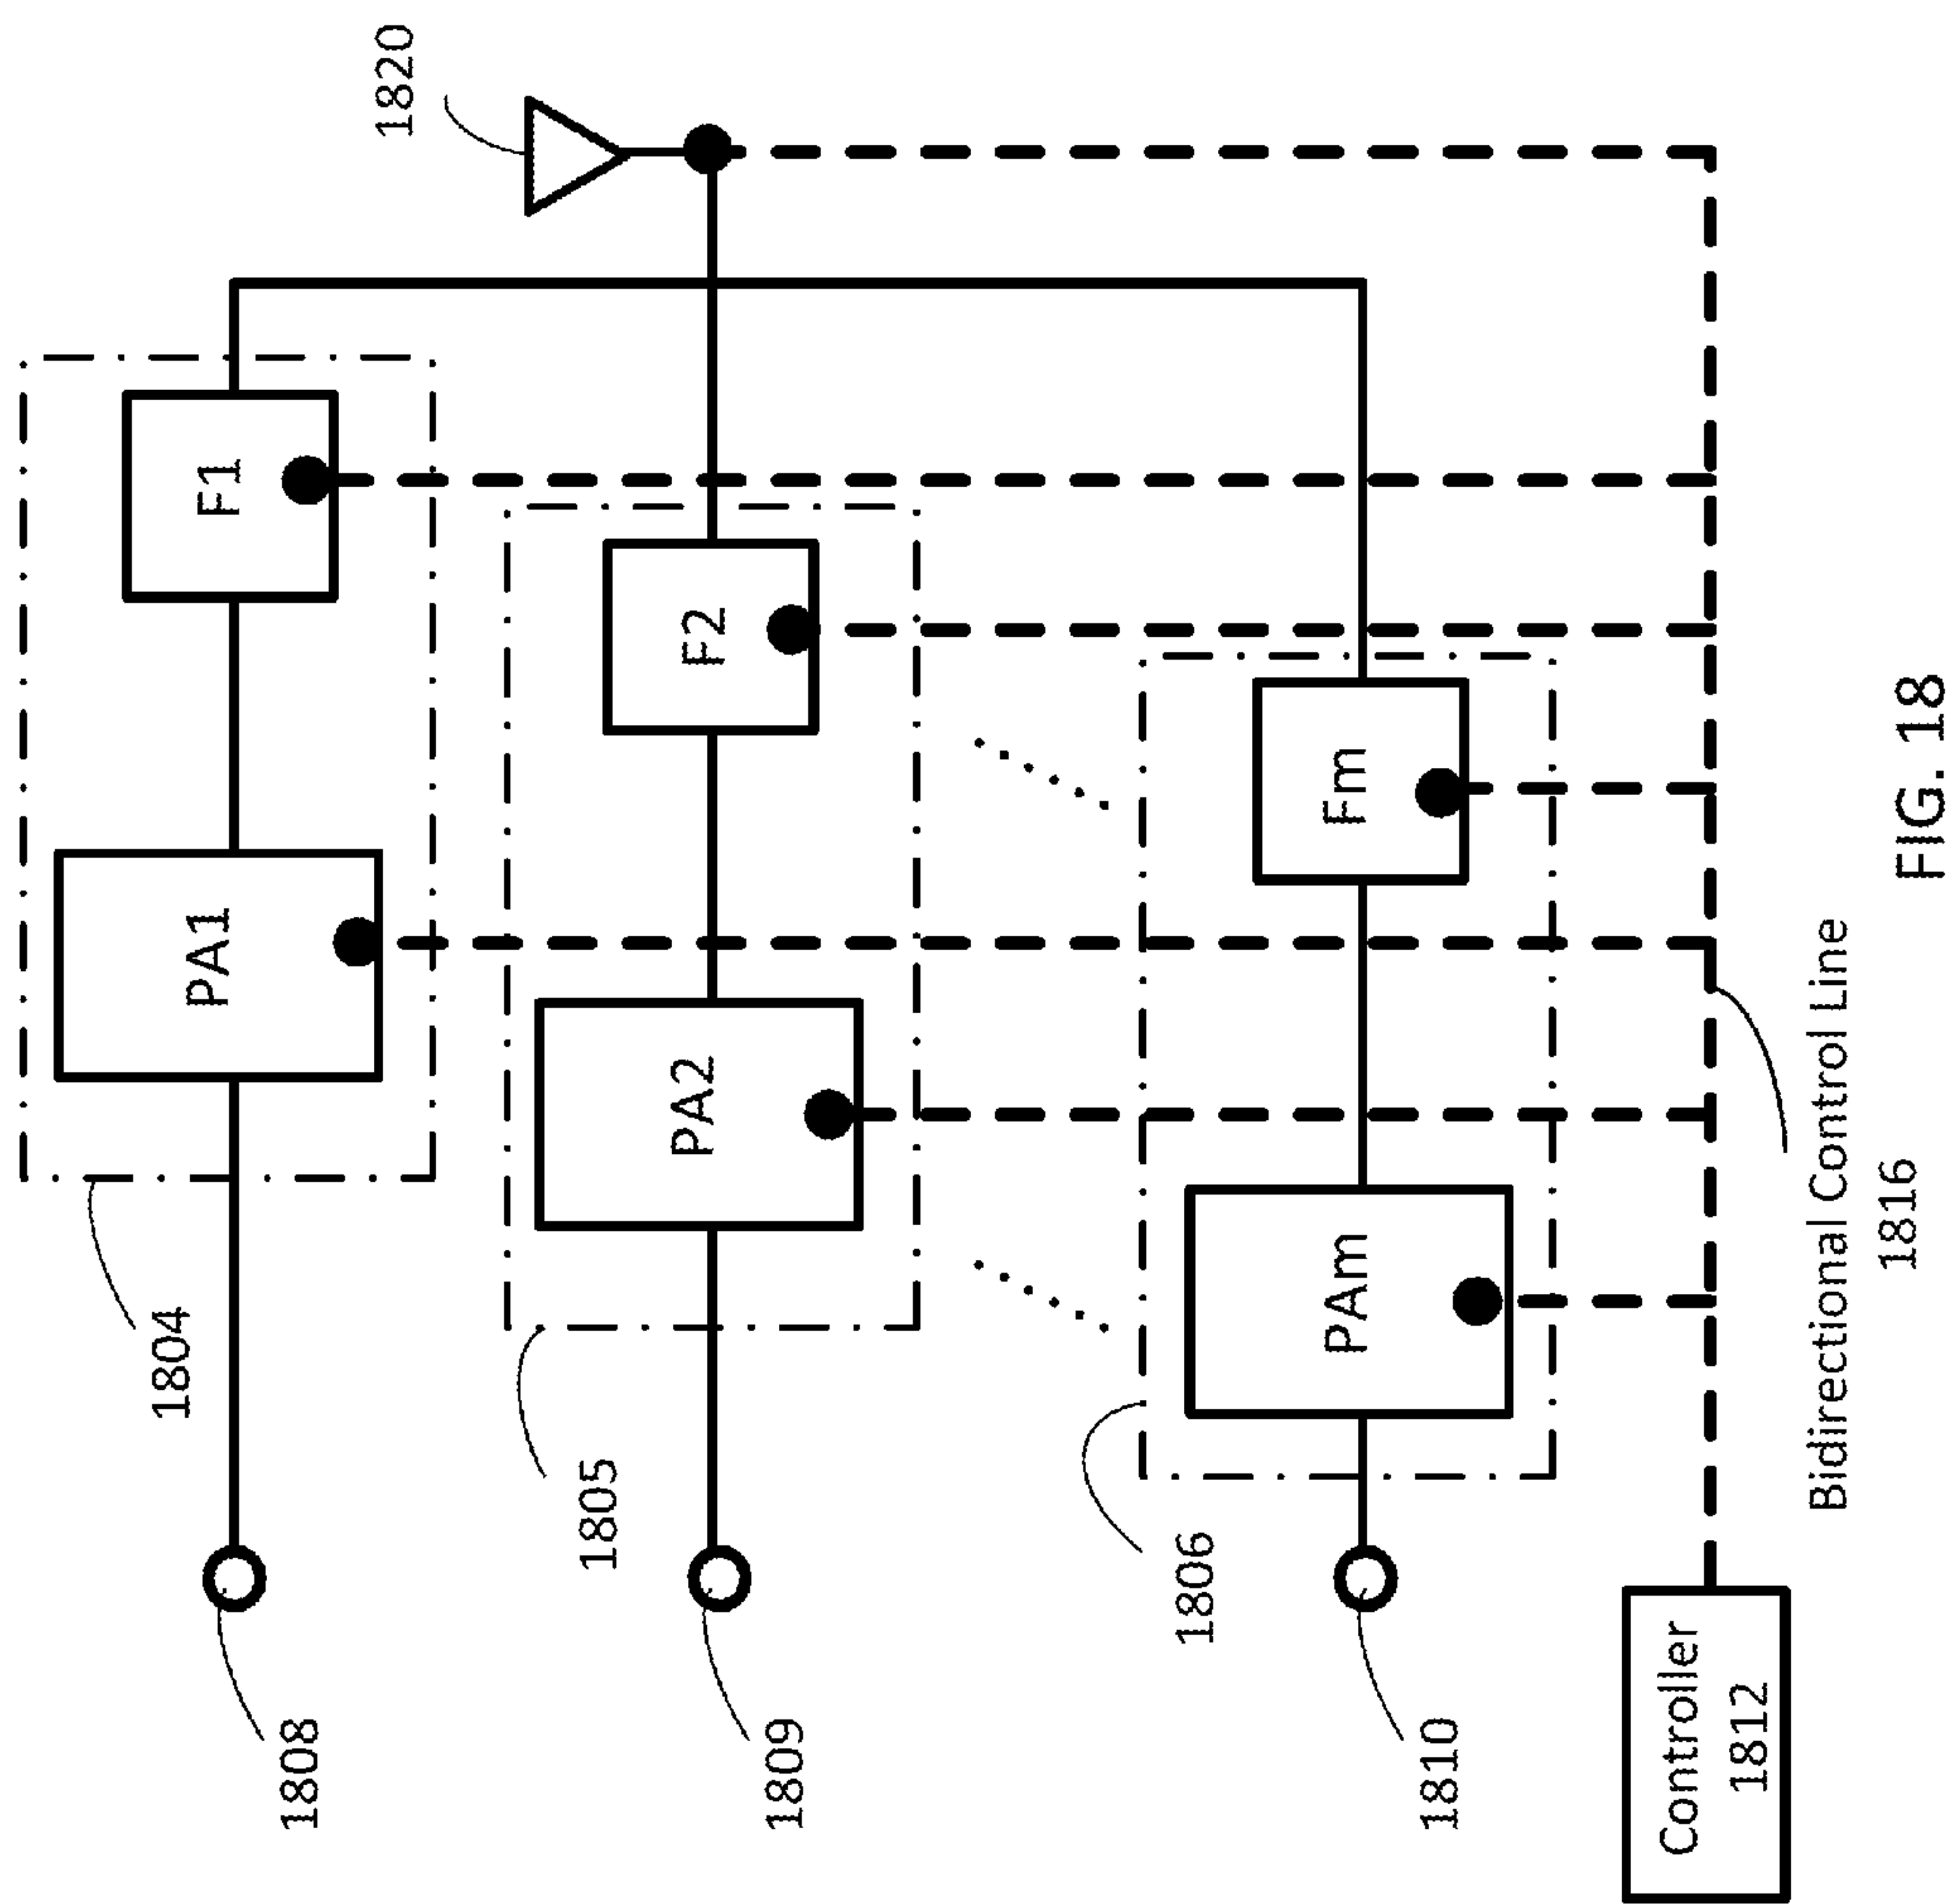 1820
F1
PA1
1804
1808
F2
PA2
1805
1809
Fm
PAm
1806
1810
Bidirectional Control Line
1816
Controller
1812
FIG. 18